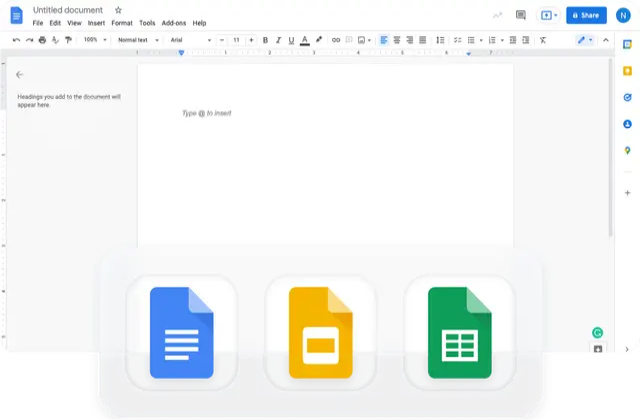 Untitled document
File Edit View Insert Format Tools Add-ons Help
Share
N
100% Normal text Arial 11 B I U A
Headings you add to the document will
appear here.
Type @ to insert